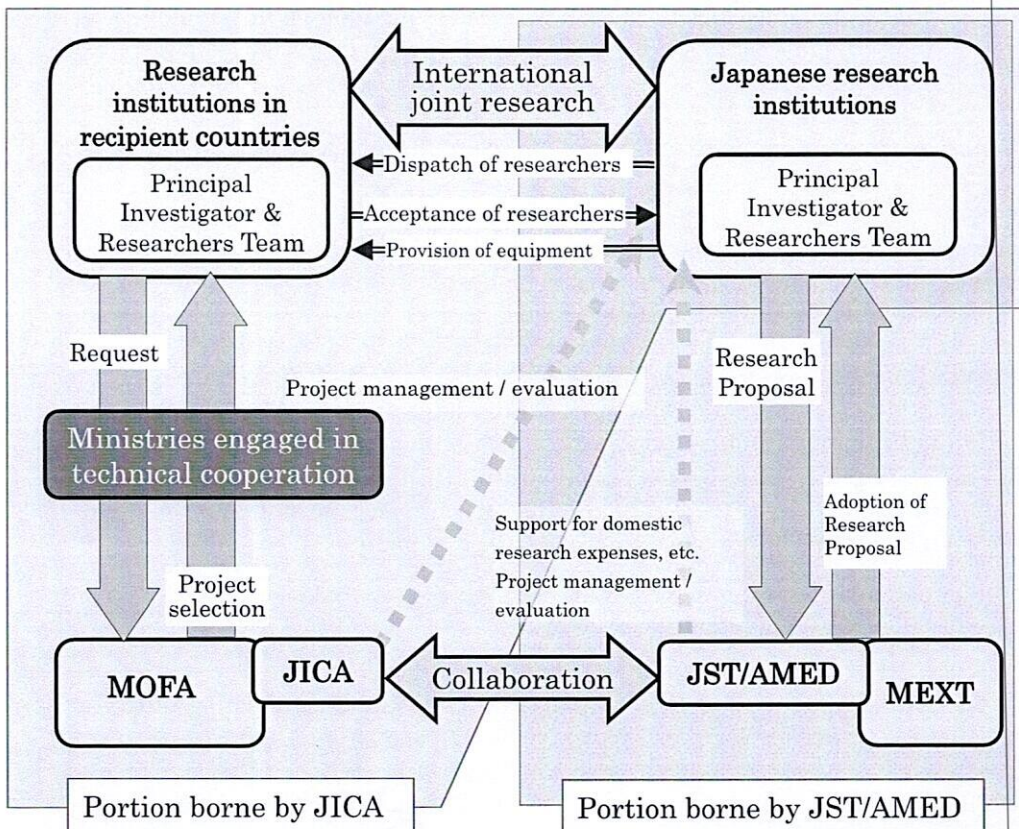 Research
institutions in
recipient countries
Principal
Investigator &
Researchers Team
International
joint research
Dispatch of researchers
Acceptance of researchers
Provision of equipment
Japanese research
institutions
Principal
Investigator &
Researchers Team
Request
Project management / evaluation
Research
Proposal
Ministries engaged in
technical cooperation
Adoption of
Research
Proposal
Support for domestic
research expenses, etc.
Project management /
evaluation
Project
selection
MOFA
JICA
Collaboration
JST/AMED
MEXT
Portion borne by JICA
Portion borne by JST/AMED